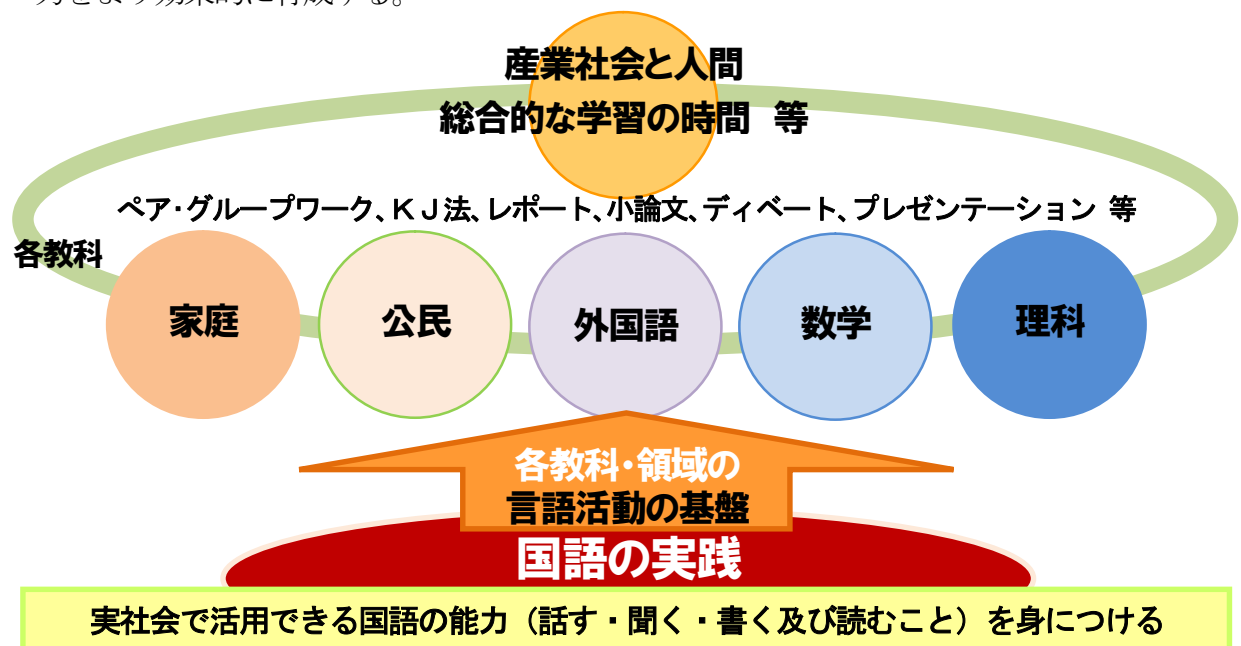 産業社会と人間
総合的な学習の時間 等
ペア・グループワーク、KJ法、レポート、小論文、ディベート、プレゼンテーション 等
各教科
家庭
公民
外国語
数学
理科
各教科・領域の
言語活動の基盤
国語の実践
実社会で活用できる国語の能力（話す・聞く・書く及び読むこと）を身につける